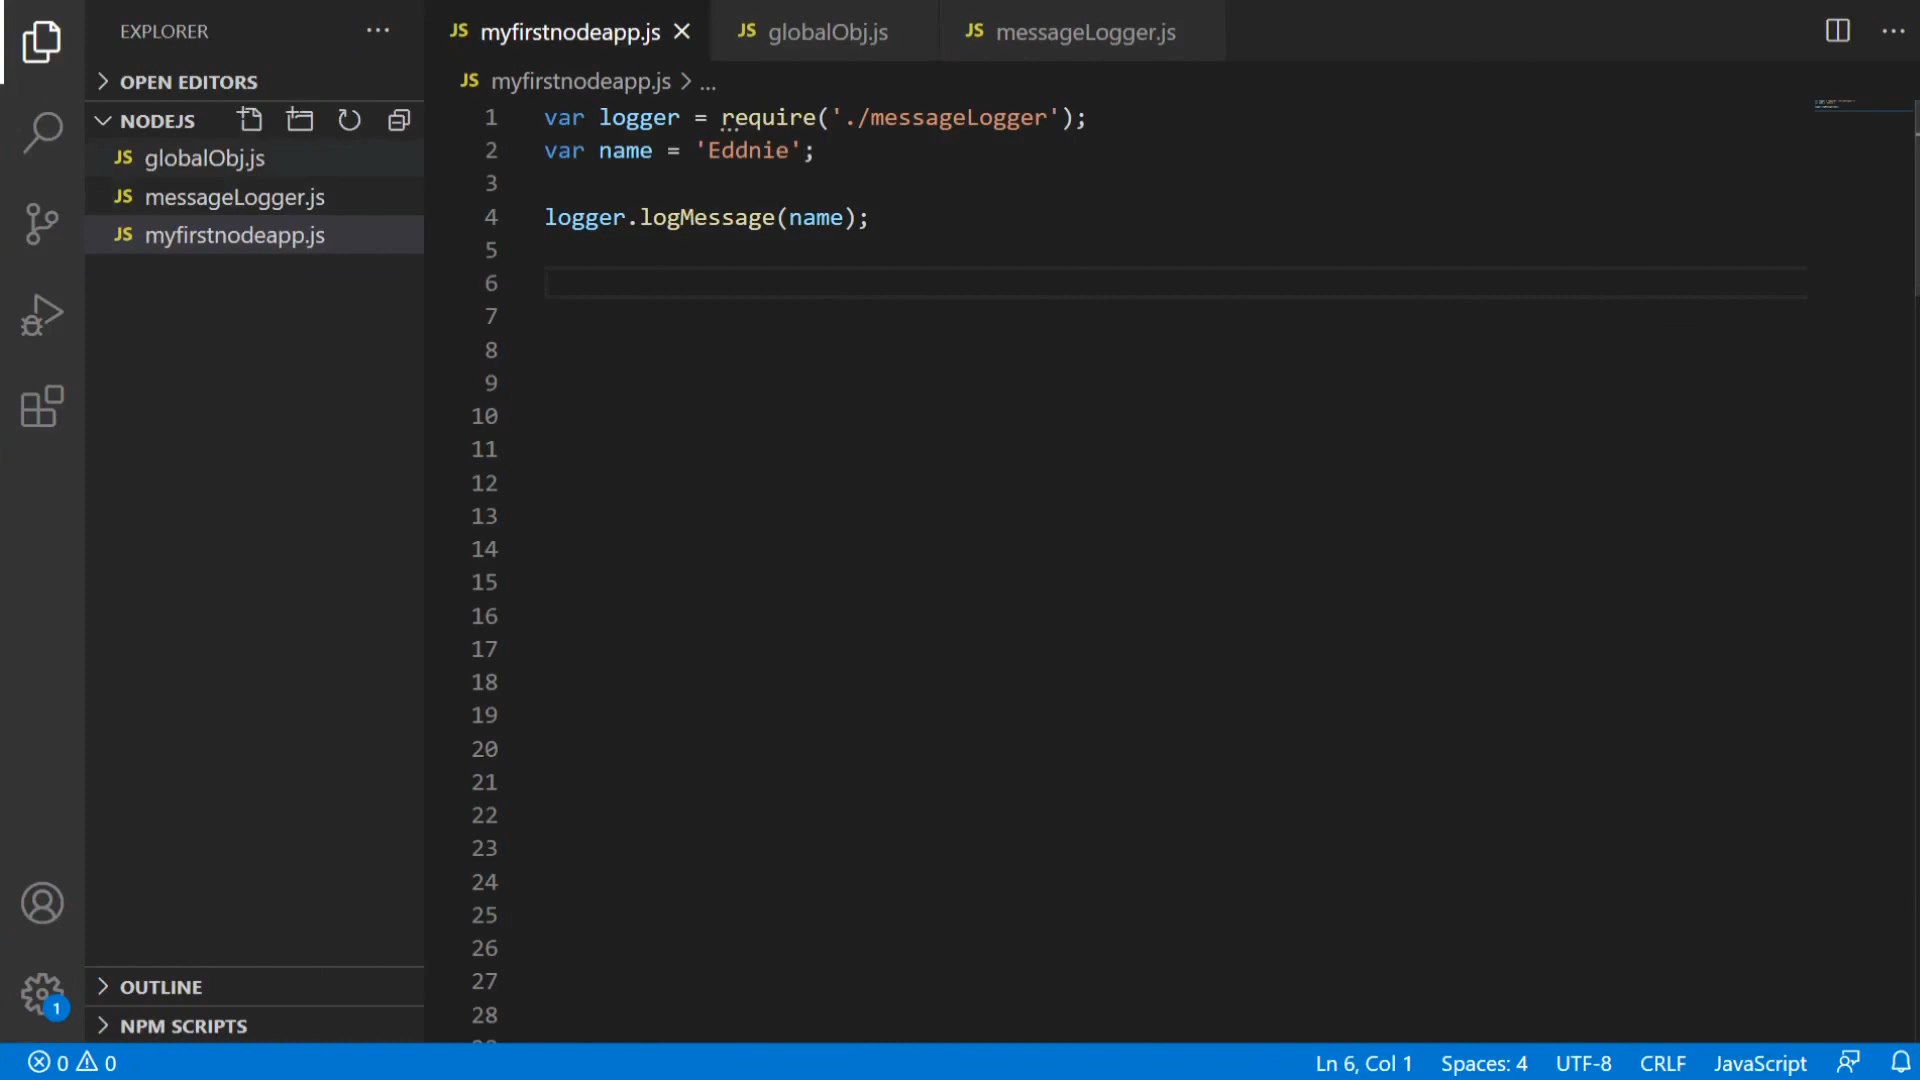 EXPLORER
OPEN EDITORS
NODEJS
JS globalObj.js
JS messageLogger.js
JS myfirstnodeapp.js
OUTLINE
NPM SCRIPTS
JS myfirstnodeapp.js
JS globalObj.js
JS messageLogger.js
JS myfirstnodeapp.js > ...
1 var logger = require('./messageLogger');
2 var name = 'Eddnie';
3
4 logger.logMessage(name);
5
6
7
8
9
10
11
12
13
14
15
16
17
18
19
20
21
22
23
24
25
26
27
28
1
0 0
Ln 6, Col 1 Spaces: 4 UTF-8 CRLF JavaScript